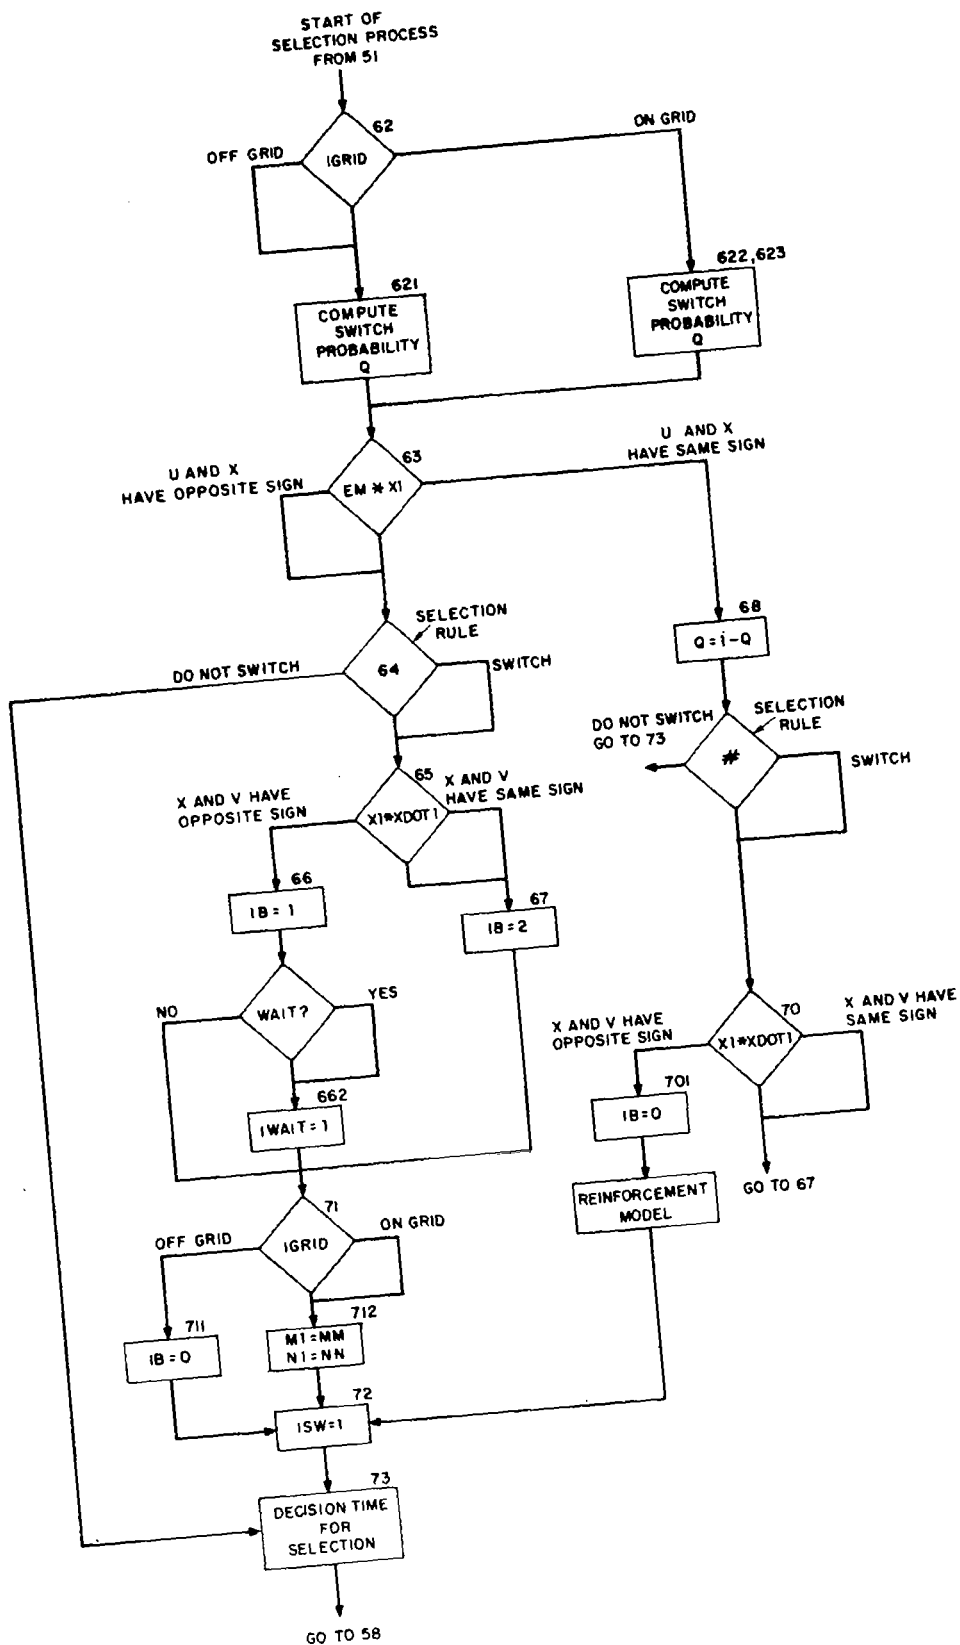 START OF
SELECTION PROCESS
FROM 51
62
IGRID
OFF GRID
ON GRID
621
COMPUTE
SWITCH
PROBABILITY
Q
622,623
COMPUTE
SWITCH
PROBABILITY
Q
63
EM * X1
U AND X
HAVE OPPOSITE SIGN
U AND X
HAVE SAME SIGN
SELECTION
RULE
64
DO NOT SWITCH
SWITCH
68
Q=i-Q
SELECTION
RULE
#
DO NOT SWITCH
GO TO 73
SWITCH
65
X1*XDOT1
X AND V HAVE
OPPOSITE SIGN
X AND V
HAVE SAME SIGN
66
IB=1
67
IB=2
WAIT?
NO
YES
662
IWAIT=1
70
X1*XDOT1
X AND V HAVE
OPPOSITE SIGN
X AND V HAVE
SAME SIGN
701
IB=0
REINFORCEMENT
MODEL
GO TO 67
71
IGRID
OFF GRID
ON GRID
711
IB=0
712
M1=MM
N1=NN
72
ISW=1
73
DECISION TIME
FOR
SELECTION
GO TO 58